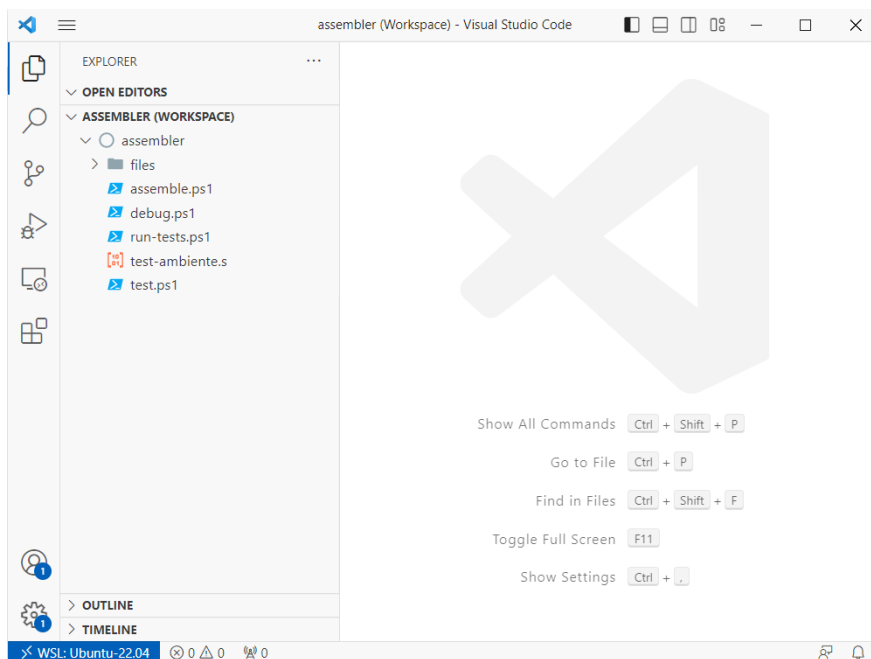 assembler (Workspace) - Visual Studio Code
EXPLORER
OPEN EDITORS
ASSEMBLER (WORKSPACE)
assembler
files
assemble.ps1
debug.ps1
run-tests.ps1
test-ambiente.s
test.ps1
Show All Commands Ctrl + Shift + P
Go to File Ctrl + P
Find in Files Ctrl + Shift + F
Toggle Full Screen F11
Show Settings Ctrl + ,
1
1
OUTLINE
TIMELINE
WSL: Ubuntu-22.04 0 0 0